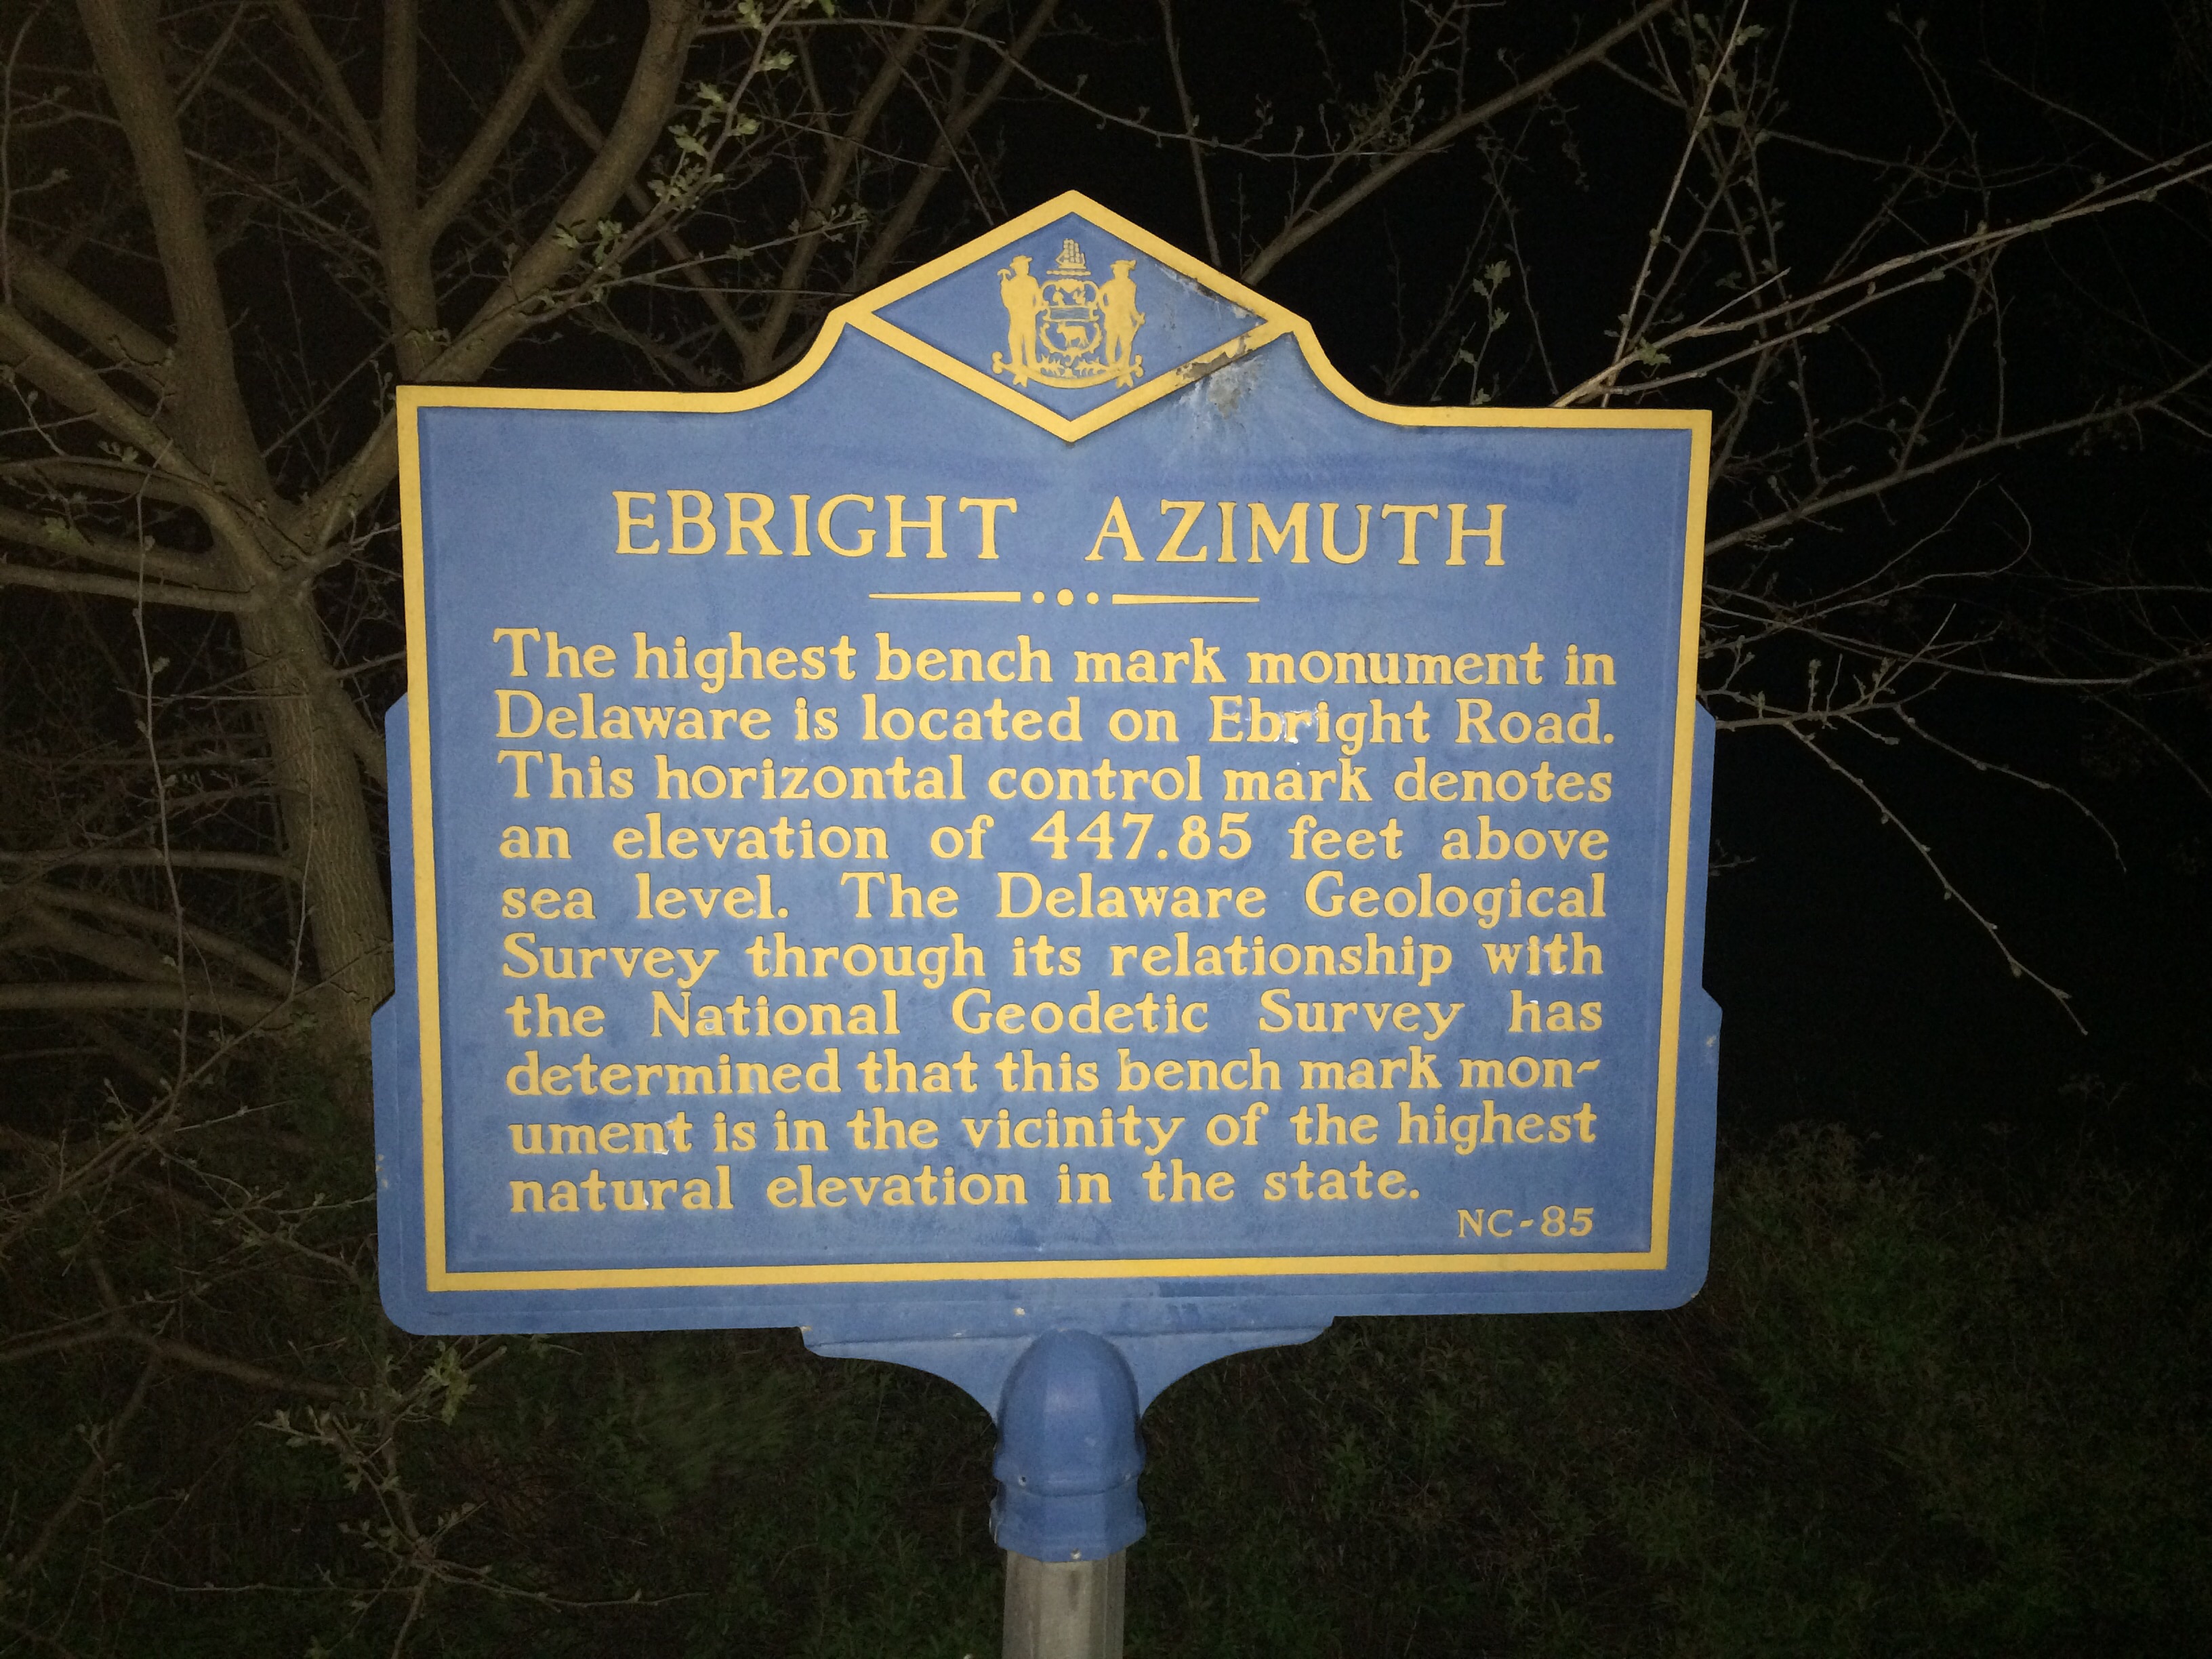 EBRIGHT AZIMUTH
The highest bench mark monument in
Delaware is located on Ebright Road.
This horizontal control mark denotes
an elevation of 447.85 feet above
sea level. The Delaware Geological
Survey through its relationship with
the National Geodetic Survey has
determined that this bench mark mon-
ument is in the vicinity of the highest
natural elevation in the state.
NC-85